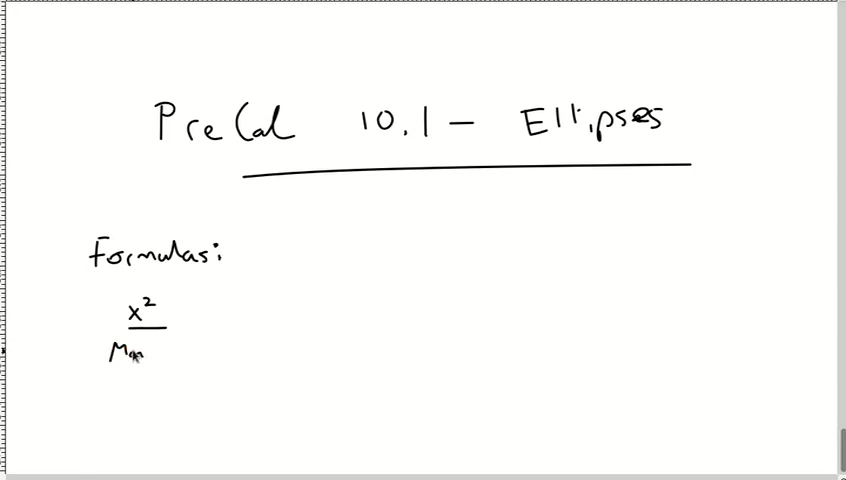 PreCal 10.1 - Ellipses
Formulas:
x²